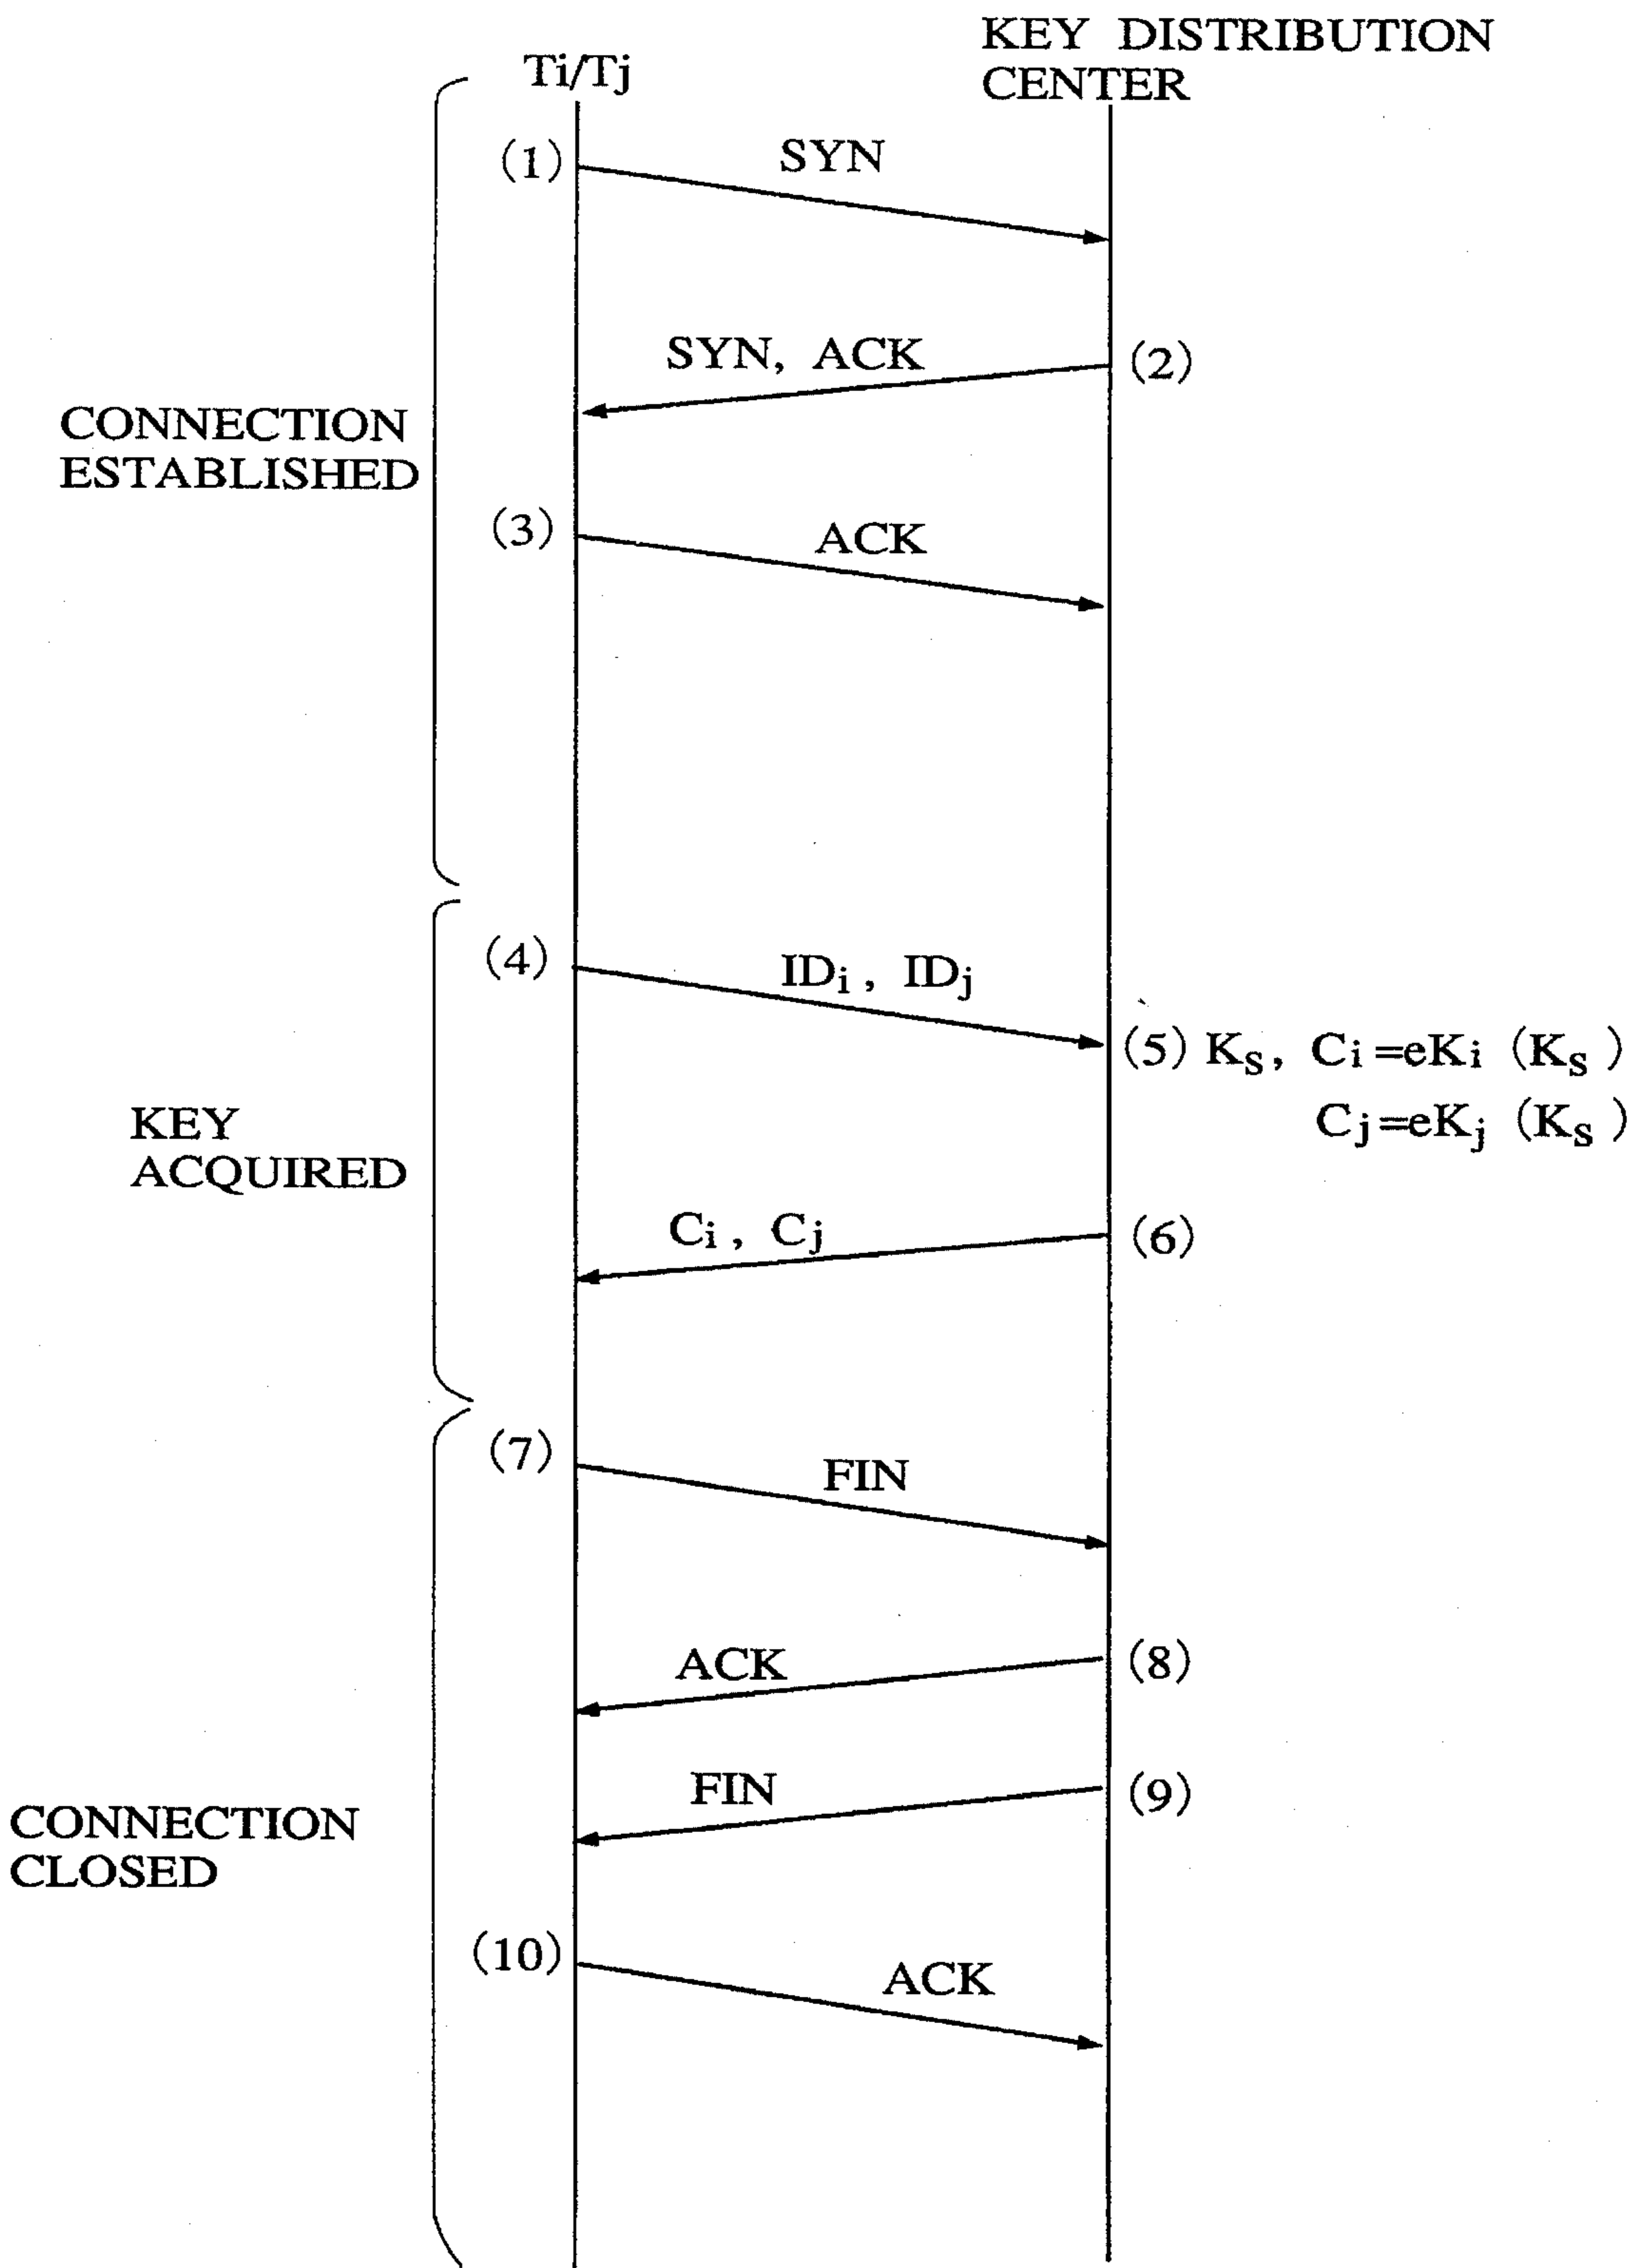 KEY DISTRIBUTION
CENTER
Ti/Tj
(1)
SYN
SYN, ACK
(2)
CONNECTION
ESTABLISHED
(3)
ACK
(4)
IDi, IDj
(5) Ks, Ci=eKi (Ks)
Cj=eKj (Ks)
KEY
ACQUIRED
Ci, Cj
(6)
(7)
FIN
ACK
(8)
FIN
(9)
CONNECTION
CLOSED
(10)
ACK